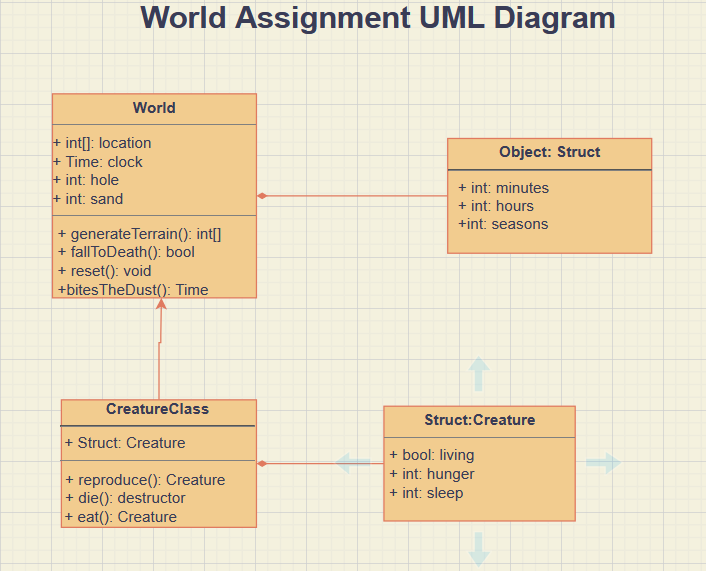 World Assignment UML Diagram
World
+ int[]: location
+ Time: clock
+ int: hole
+ int: sand
+ generateTerrain(): int[]
+ fallToDeath(): bool
+ reset(): void
+bitesTheDust(): Time
Object: Struct
+ int: minutes
+ int: hours
+int: seasons
CreatureClass
+ Struct: Creature
+ reproduce(): Creature
+ die(): destructor
+ eat(): Creature
Struct:Creature
+ bool: living
+ int: hunger
+ int: sleep